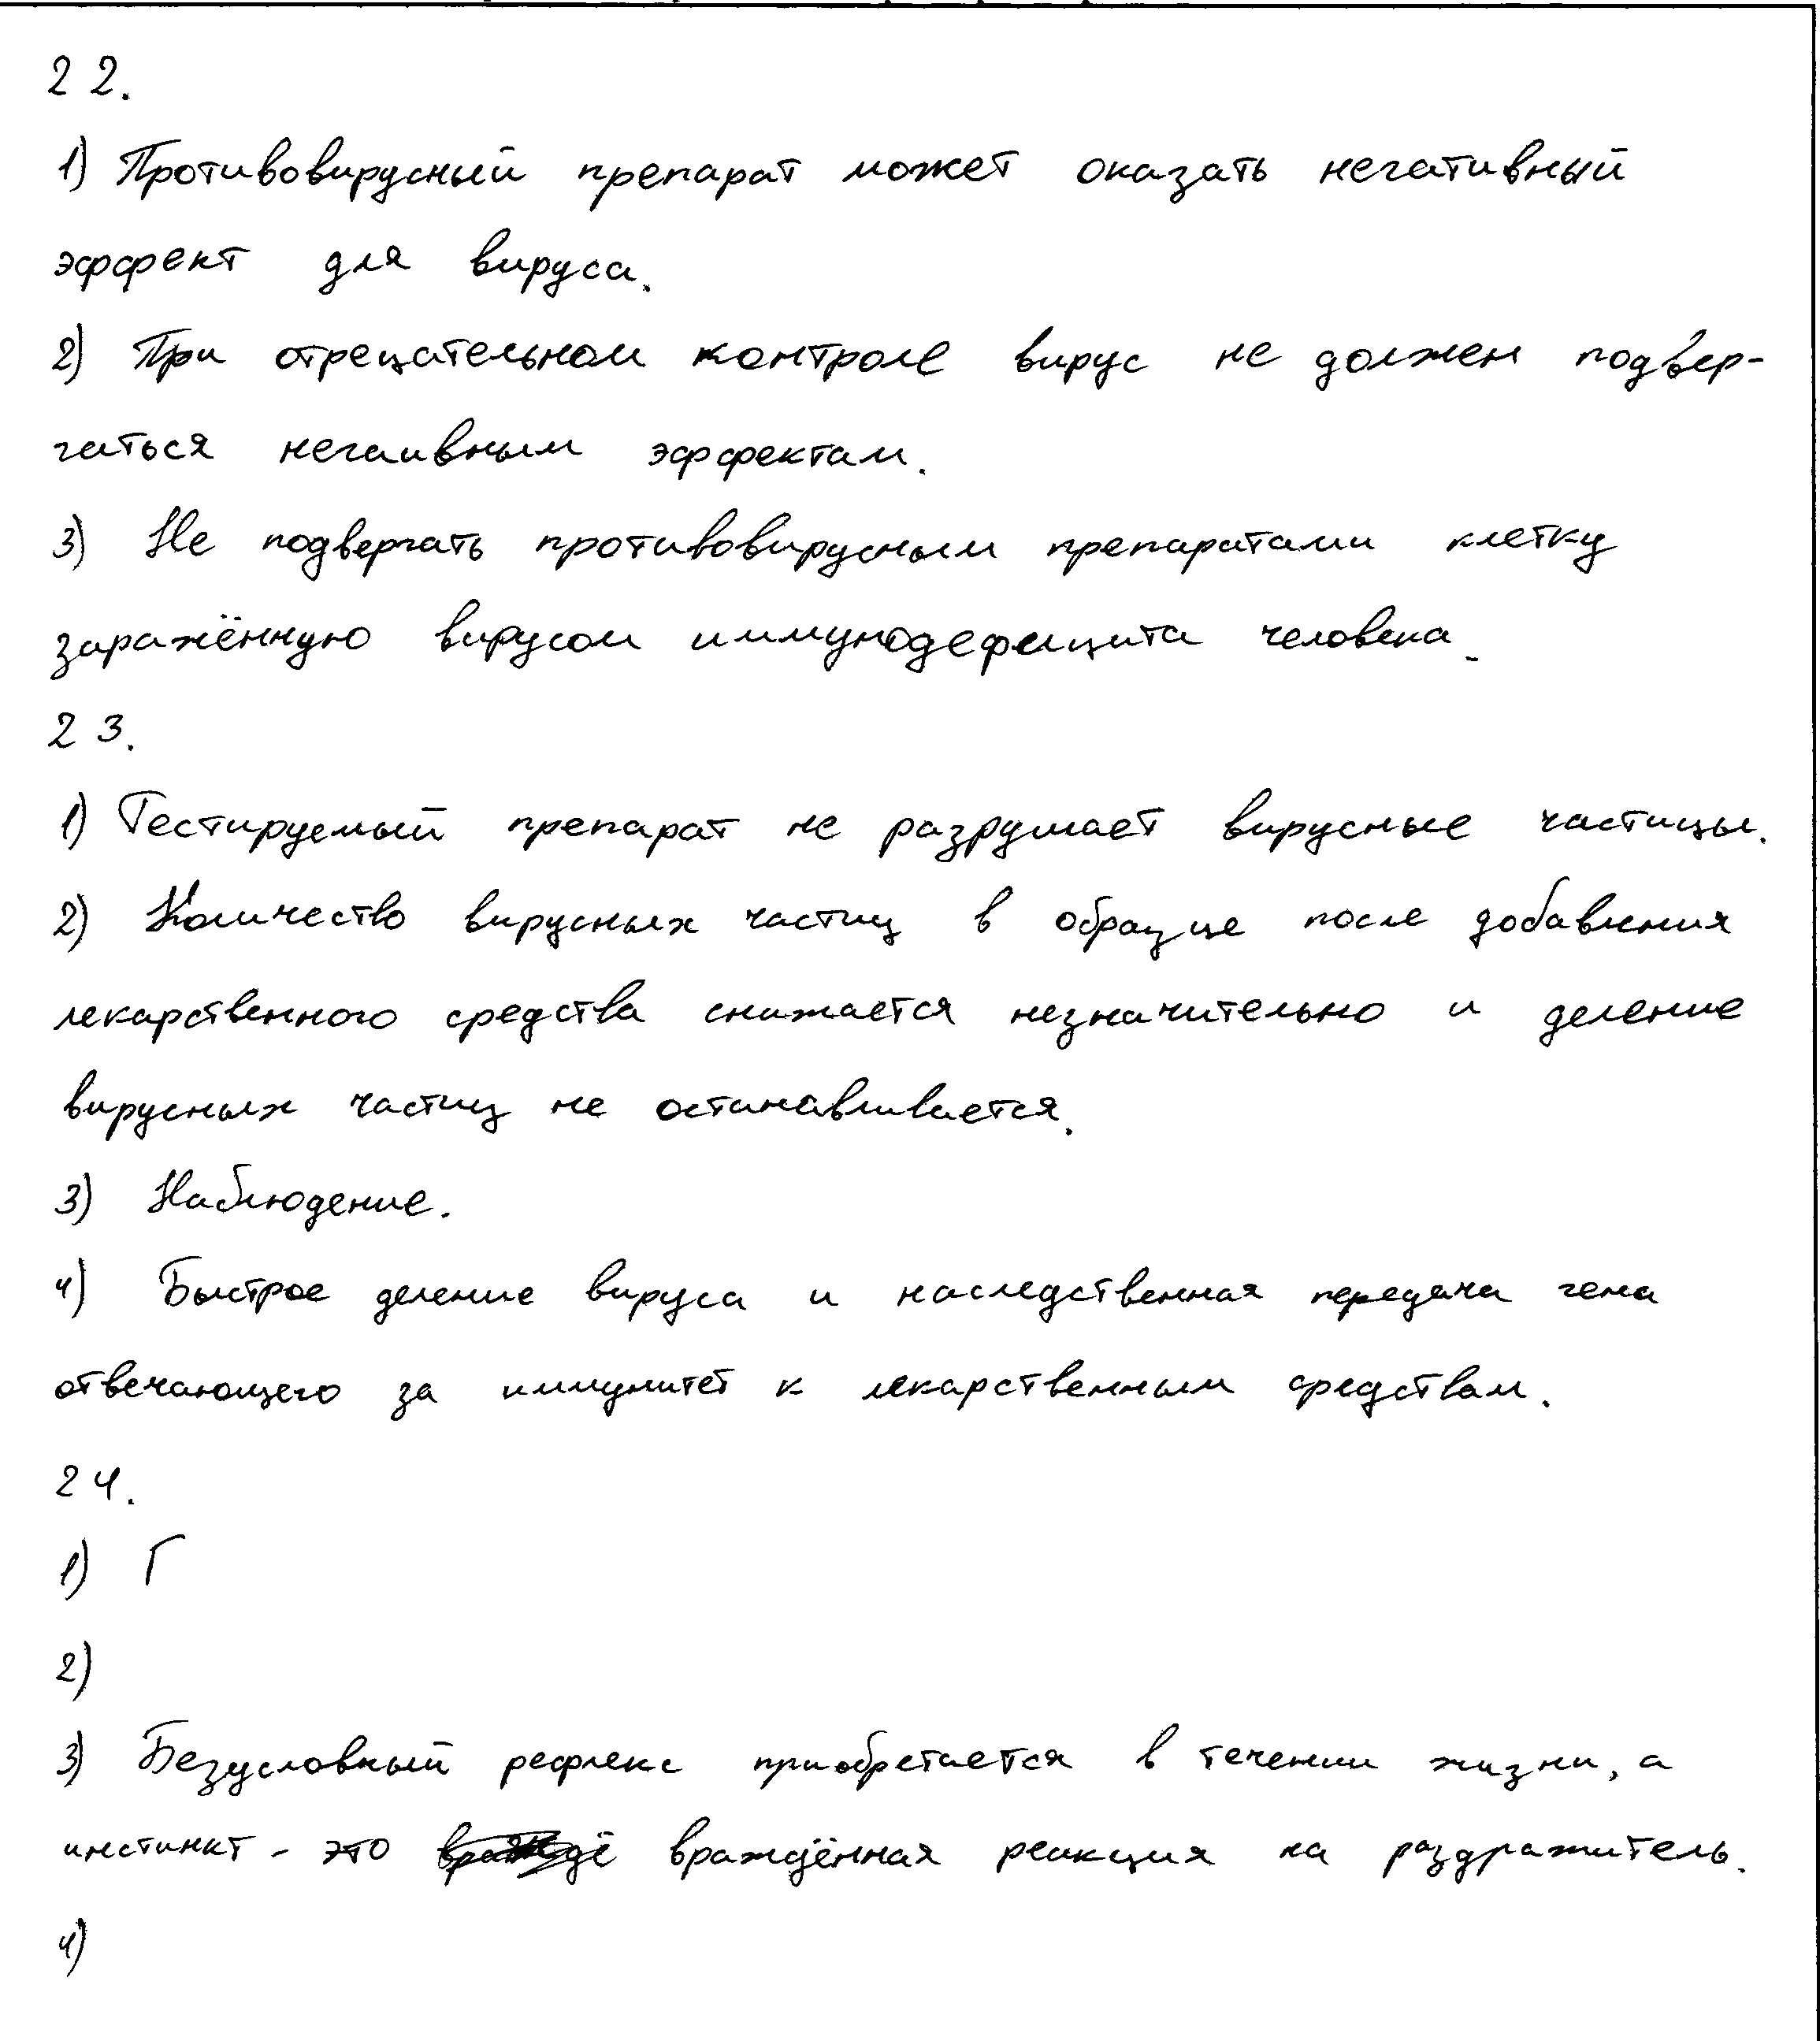 22.
1) Противовирусный препарат может оказать негативный
эффект для вируса.
2) При отрецательном контроле вирус не должен подвер-
гаться негаивным эффектам.
3) Не подвергать противовирусным препаратами клетку
заражённую вирусом иммунодефицита человека.
23.
1) Тестируемый препарат не разрушает вирусные частицы.
2) Количество вирусных частиц в образце после добавления
лекарственного средства снижается незначительно и деление
вирусных частиц не останавливается.
3) Наблюдение.
4) Быстрое деление вируса и наследственная передача гена
отвечающего за иммунитет к лекарственным средствам.
24.
1) Г
2)
3) Безусловный рефлекс приобретается в течении жизни, а
инстинкт - это враждённая реакция на раздражитель.
4)